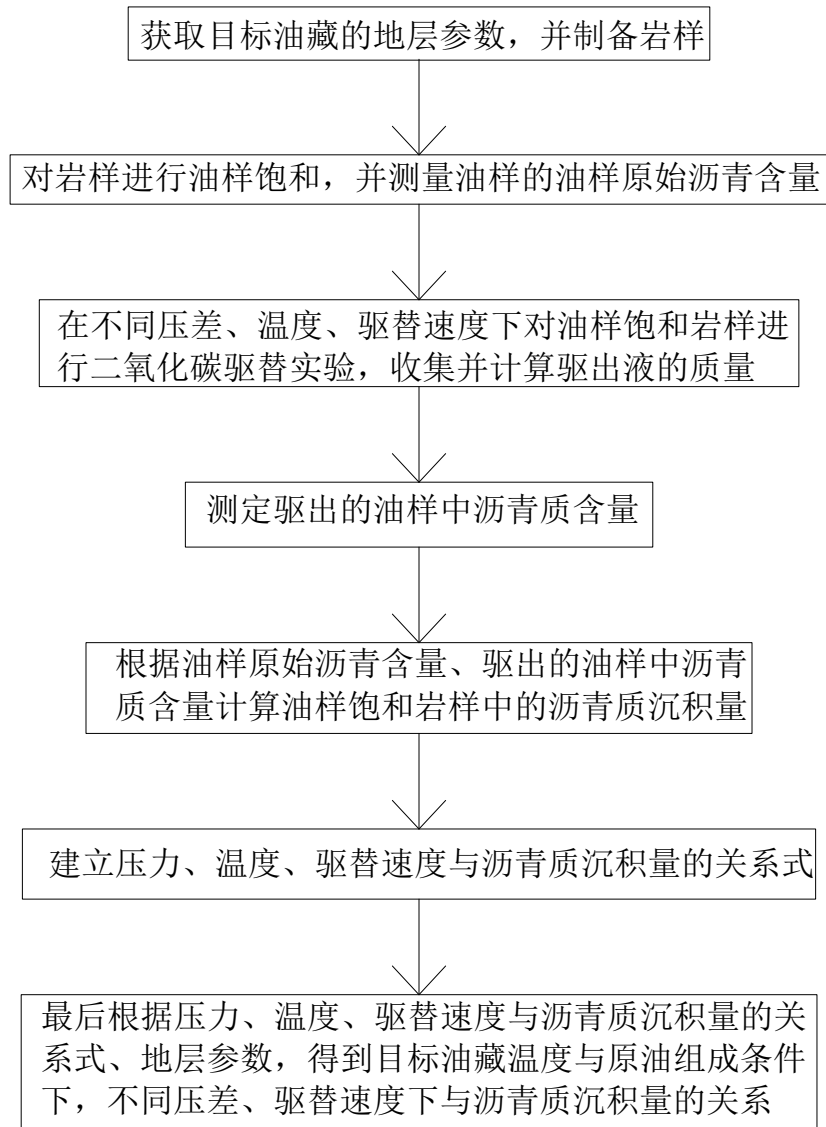 获取目标油藏的地层参数，并制备岩样
对岩样进行油样饱和，并测量油样的油样原始沥青含量
在不同压差、温度、驱替速度下对油样饱和岩样进
行二氧化碳驱替实验，收集并计算驱出液的质量
测定驱出的油样中沥青质含量
根据油样原始沥青含量、驱出的油样中沥青
质含量计算油样饱和岩样中的沥青质沉积量
建立压力、温度、驱替速度与沥青质沉积量的关系式
最后根据压力、温度、驱替速度与沥青质沉积量的关
系式、地层参数，得到目标油藏温度与原油组成条件
下，不同压差、驱替速度下与沥青质沉积量的关系